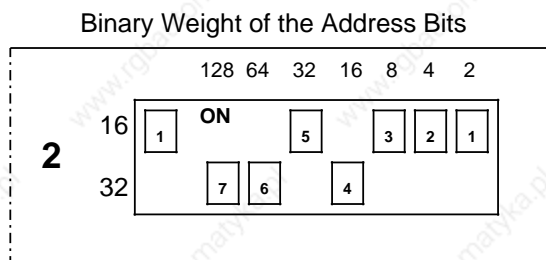 Binary Weight of the Address Bits
128 64 32 16 8 4 2
16 1 ON 5 3 2 1
2
32 7 6 4